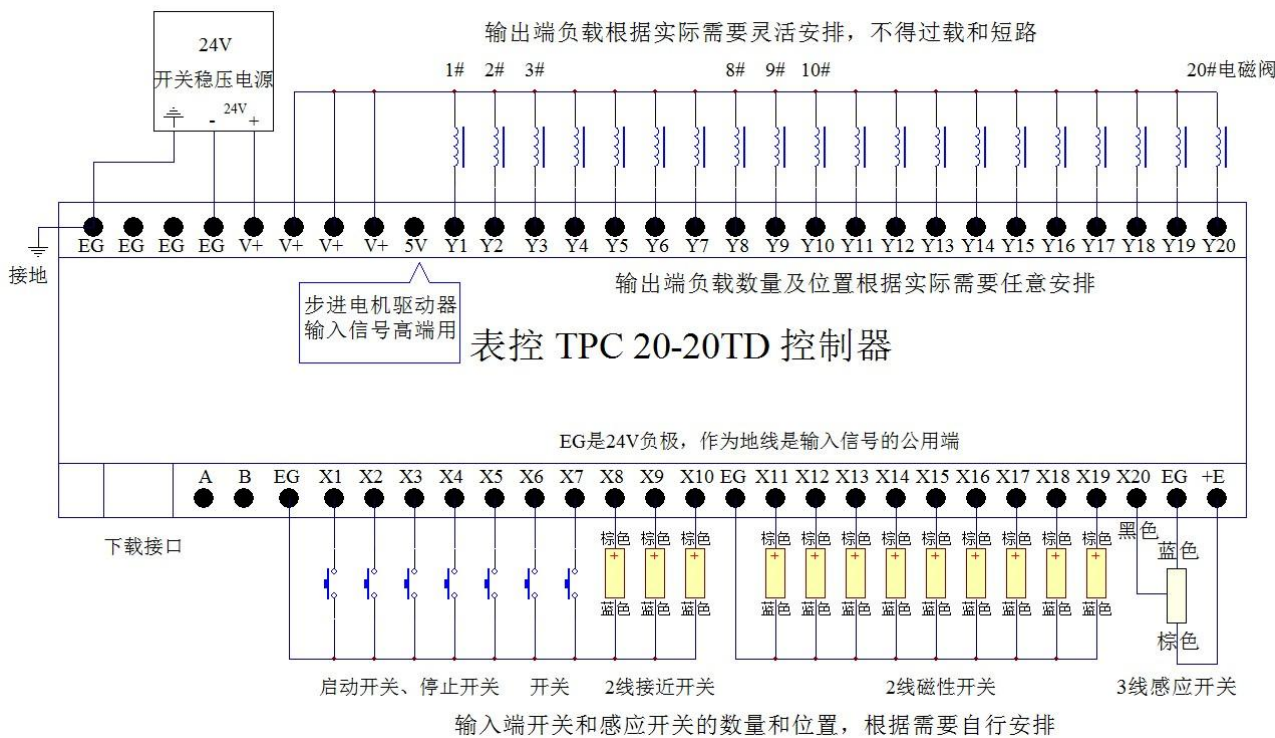 24V
开关稳压电源
- 24V +
输出端负载根据实际需要灵活安排，不得过载和短路
1# 2# 3# 8# 9# 10# 20#电磁阀
EG EG EG EG V+ V+ V+ V+ 5V Y1 Y2 Y3 Y4 Y5 Y6 Y7 Y8 Y9 Y10 Y11 Y12 Y13 Y14 Y15 Y16 Y17 Y18 Y19 Y20
接地
输出端负载数量及位置根据实际需要任意安排
步进电机驱动器
输入信号高端用
表控 TPC 20-20TD 控制器
EG是24V负极，作为地线是输入信号的公用端
A B EG X1 X2 X3 X4 X5 X6 X7 X8 X9 X10 EG X11 X12 X13 X14 X15 X16 X17 X18 X19 X20 EG +E
下载接口
棕色 棕色 棕色 棕色 棕色 棕色 棕色 棕色 棕色 棕色 棕色 棕色 黑色 蓝色
+ + + + + + + + + + + +
蓝色 蓝色 蓝色 蓝色 蓝色 蓝色 蓝色 蓝色 蓝色 蓝色 蓝色 蓝色 棕色
启动开关、停止开关 开关 2线接近开关 2线磁性开关 3线感应开关
输入端开关和感应开关的数量和位置，根据需要自行安排